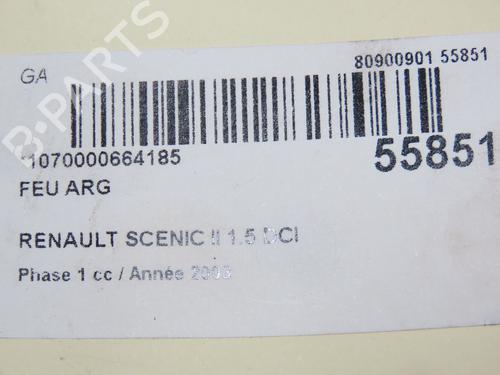 GA
80900901 55851
1070000664185
55851
FEU ARG
RENAULT SCENIC II 1.5 DCI
Phase 1 cc / Année
B-PARTS